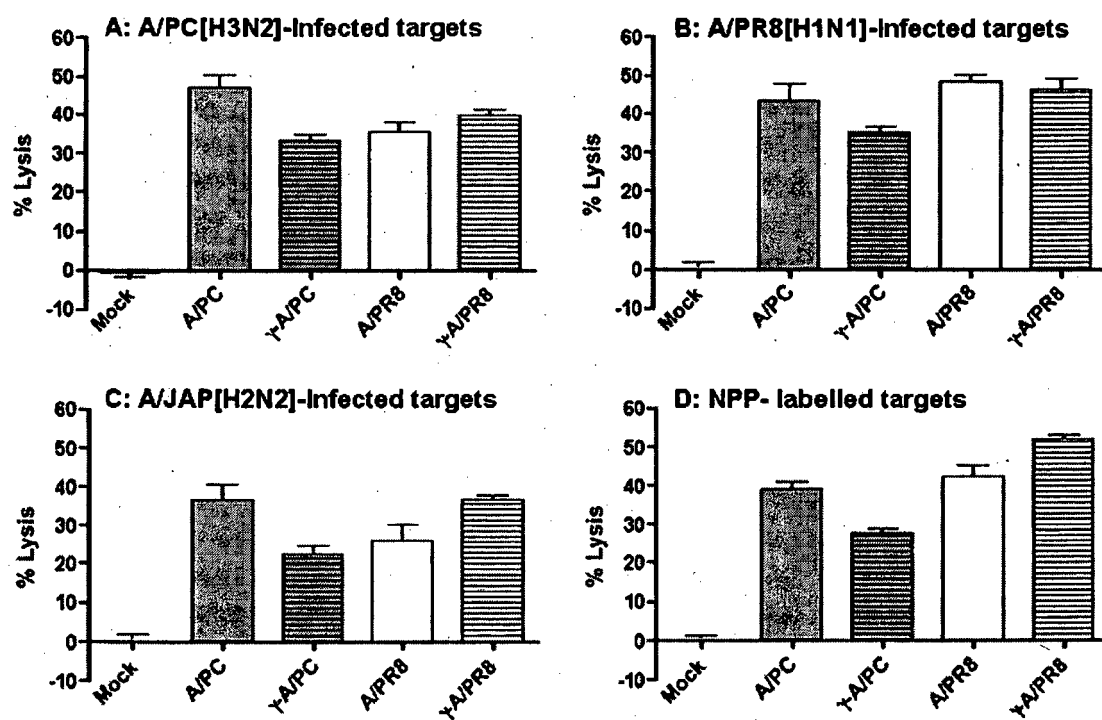 A: A/PC[H3N2]-Infected targets
% Lysis
60
50
40
30
20
10
0
-10
Mock
A/PC
γ-A/PC
A/PR8
γ-A/PR8
B: A/PR8[H1N1]-Infected targets
% Lysis
60
50
40
30
20
10
0
-10
Mock
A/PC
γ-A/PC
A/PR8
γ-A/PR8
C: A/JAP[H2N2]-Infected targets
% Lysis
60
50
40
30
20
10
0
-10
Mock
A/PC
γ-A/PC
A/PR8
γ-A/PR8
D: NPP- labelled targets
% Lysis
60
50
40
30
20
10
0
-10
Mock
A/PC
γ-A/PC
A/PR8
γ-A/PR8